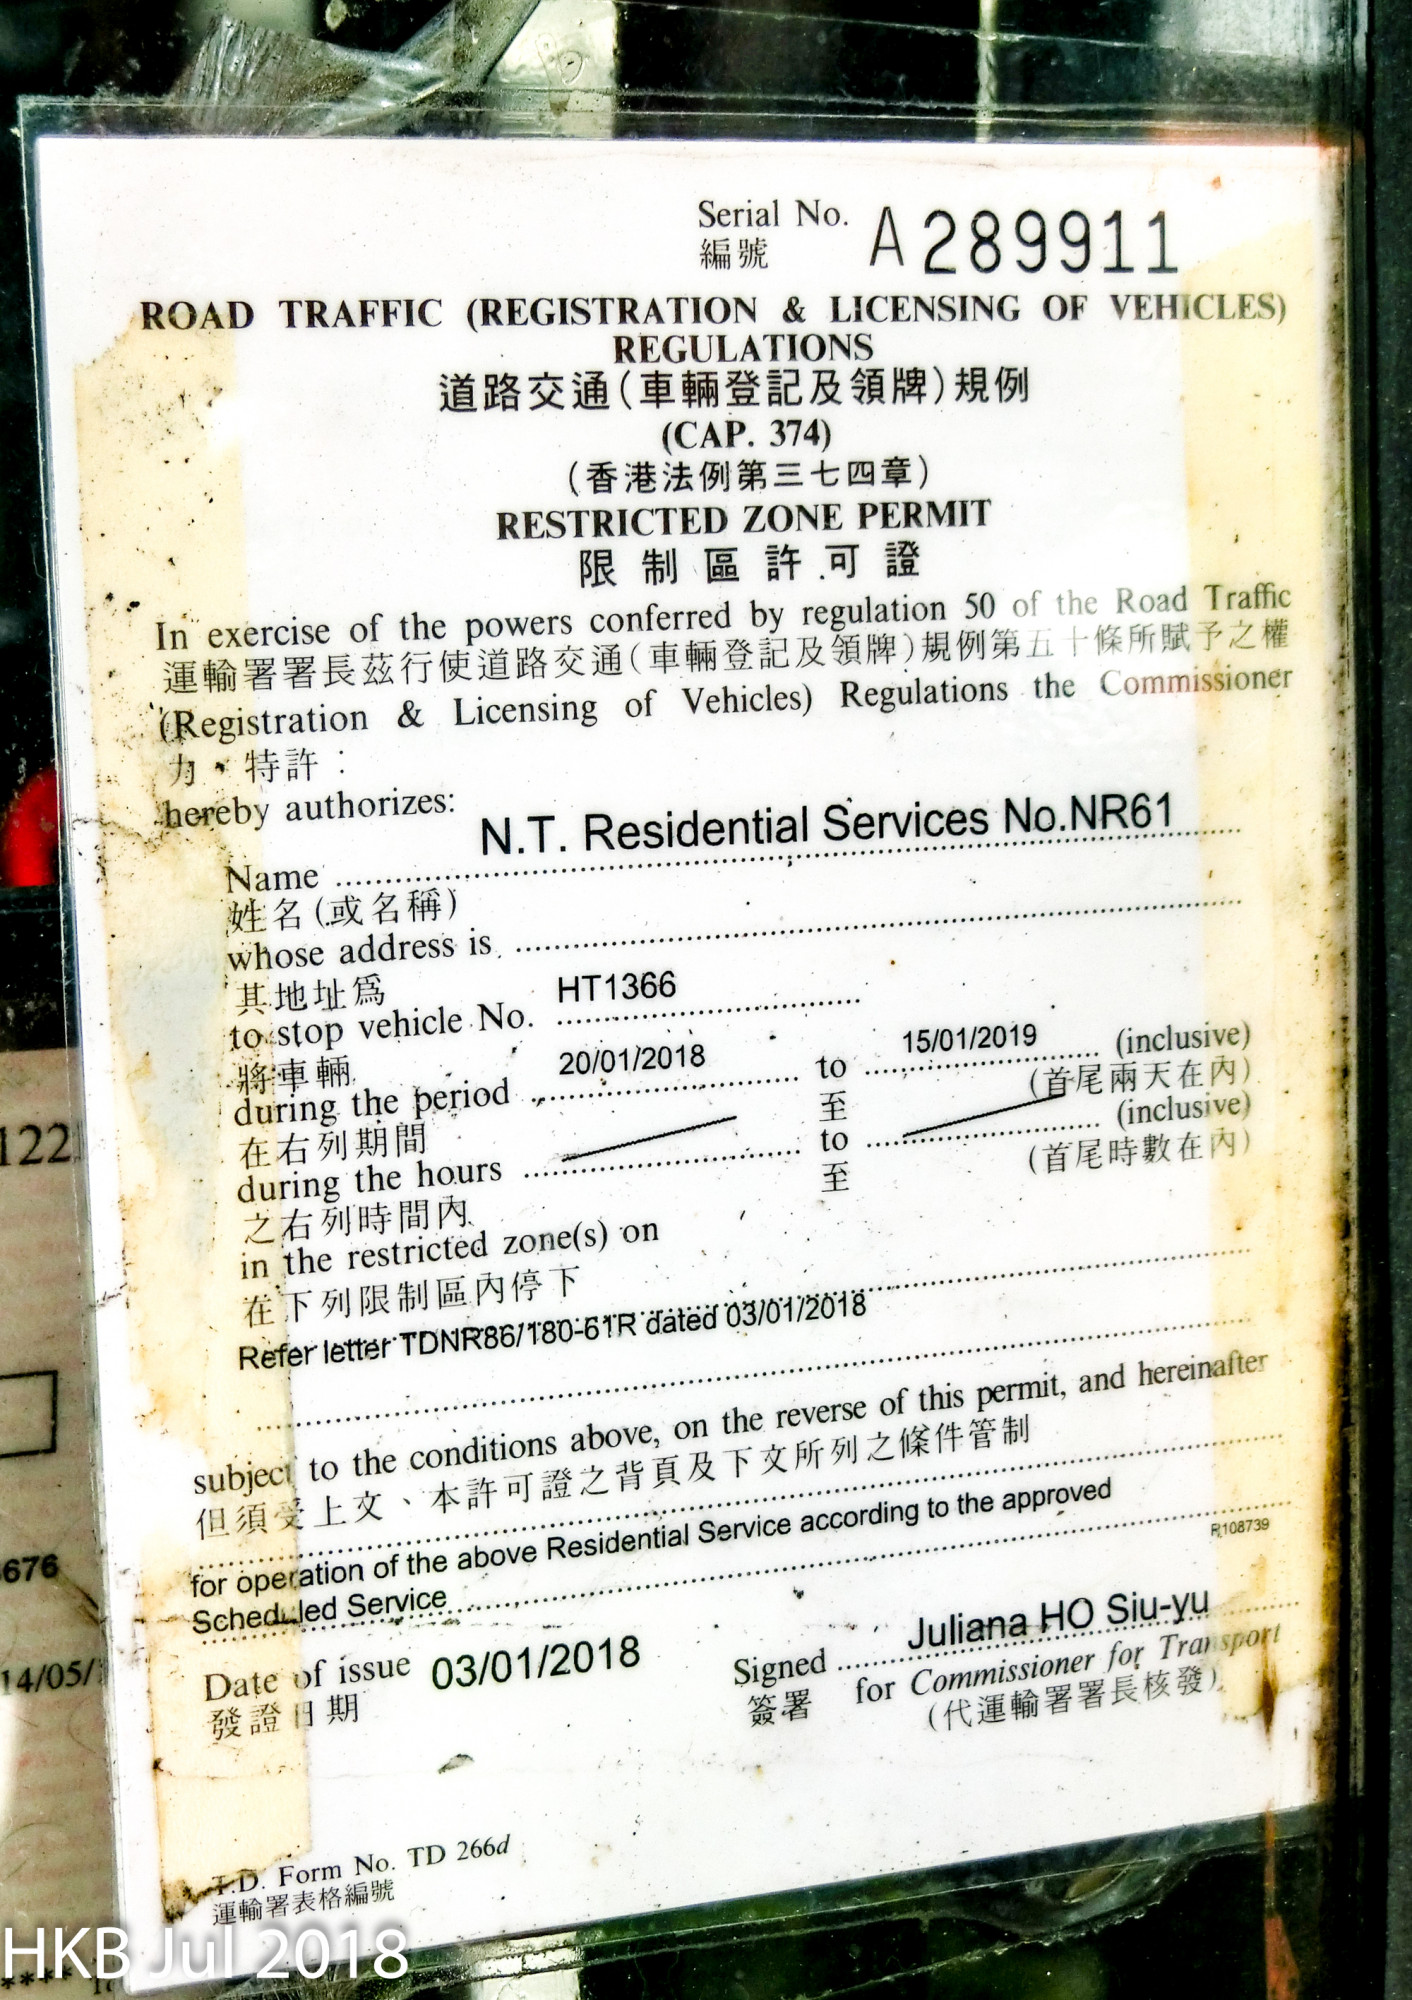 Serial No. A289911
編號
ROAD TRAFFIC (REGISTRATION & LICENSING OF VEHICLES)
REGULATIONS
道路交通(車輛登記及領牌)規例
(CAP. 374)
(香港法例第三七四章)
RESTRICTED ZONE PERMIT
限制區許可證
In exercise of the powers conferred by regulation 50 of the Road Traffic
運輸署署長茲行使道路交通(車輛登記及領牌)規例第五十條所賦予之權
(Registration & Licensing of Vehicles) Regulations the Commissioner
力,特許:
hereby authorizes:
Name N.T. Residential Services No.NR61
姓名(或名稱)
whose address is
其地址爲
to stop vehicle No. HT1366
將車輛
during the period 20/01/2018 to 15/01/2019 (inclusive)
在右列期間 至 (首尾兩天在內)
during the hours to (inclusive)
之右列時間內 至 (首尾時數在內)
in the restricted zone(s) on
在下列限制區內停下
Refer letter TDNR86/180-61R dated 03/01/2018
subject to the conditions above, on the reverse of this permit, and hereinafter
但須受上文、本許可證之背頁及下文所列之條件管制
for operation of the above Residential Service according to the approved
R108739
Scheduled Service
Date of issue 03/01/2018 Signed Juliana HO Siu-yu
發證日期 簽署 for Commissioner for Transport
(代運輸署署長核發)
T.D. Form No. TD 266d
運輸署表格編號
HKB Jul 2018
122
676
14/05/